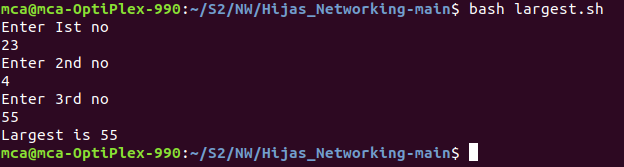 mca@mca-OptiPlex-990:~/S2/NW/Hijas_Networking-main$ bash largest.sh
Enter Ist no
23
Enter 2nd no
4
Enter 3rd no
55
Largest is 55
mca@mca-OptiPlex-990:~/S2/NW/Hijas_Networking-main$